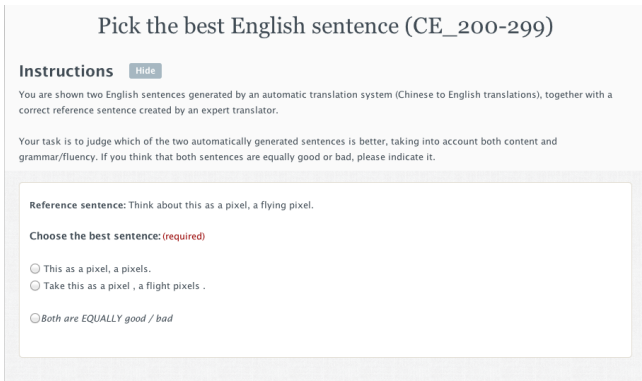 Pick the best English sentence (CE_200-299)
Instructions Hide
You are shown two English sentences generated by an automatic translation system (Chinese to English translations), together with a
correct reference sentence created by an expert translator.
Your task is to judge which of the two automatically generated sentences is better, taking into account both content and
grammar/fluency. If you think that both sentences are equally good or bad, please indicate it.
Reference sentence: Think about this as a pixel, a flying pixel.
Choose the best sentence: (required)
This as a pixel, a pixels.
Take this as a pixel , a flight pixels .
Both are EQUALLY good / bad